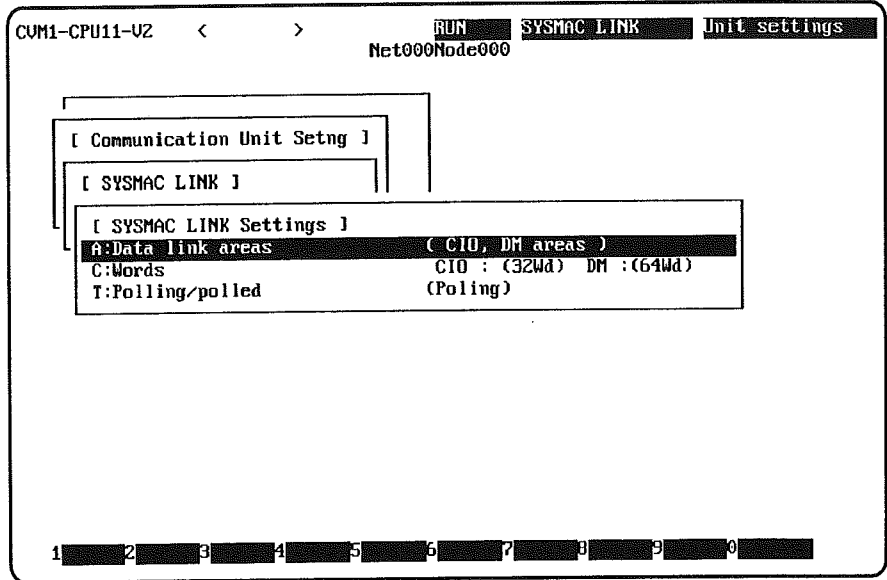 CVM1-CPU11-V2 < > RUN SYSMAC LINK Unit settings
Net000Node000
[ Communication Unit Setng ]
[ SYSMAC LINK ]
[ SYSMAC LINK Settings ]
A:Data link areas ( CIO, DM areas )
C:Words CIO : (32Wd) DM :(64Wd)
T:Polling/polled (Poling)
1 2 3 4 5 6 7 8 9 0